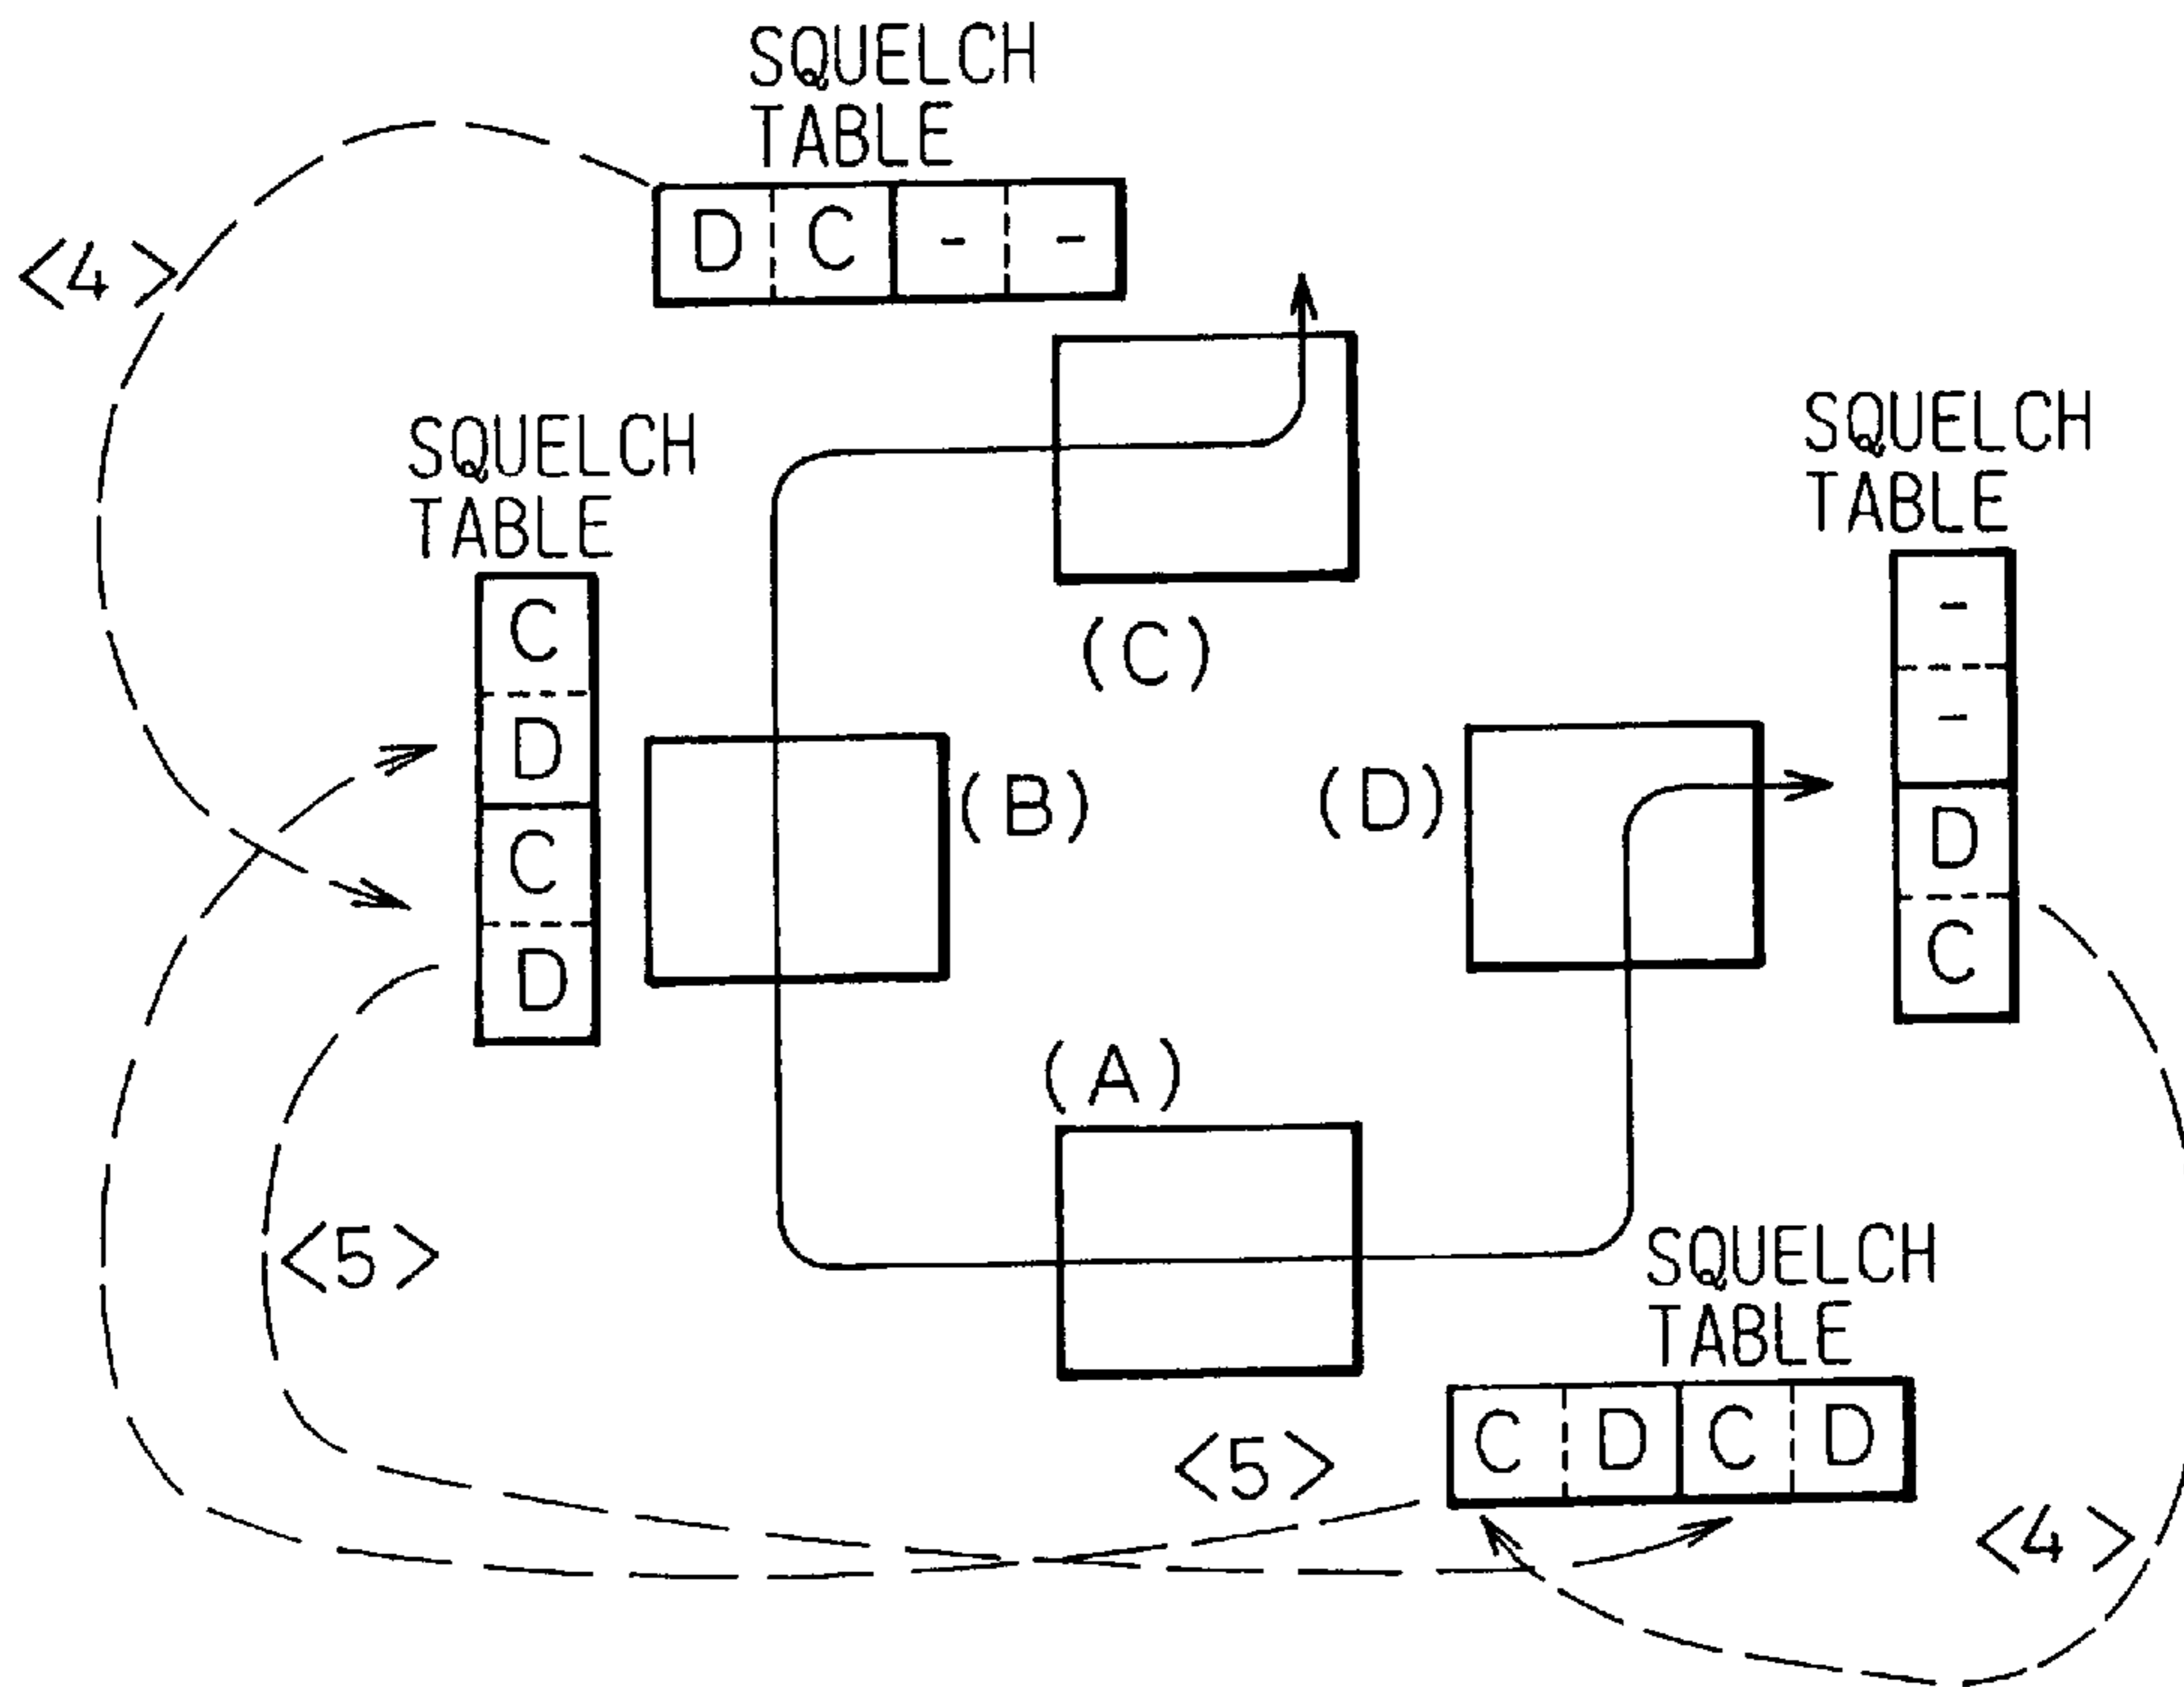 SQUELCH
TABLE
D C - -
<4>
SQUELCH
TABLE
C
D
C
D
(C)
SQUELCH
TABLE
-
-
D
C
(B)
(D)
(A)
<5>
SQUELCH
TABLE
C D C D
<5>
<4>